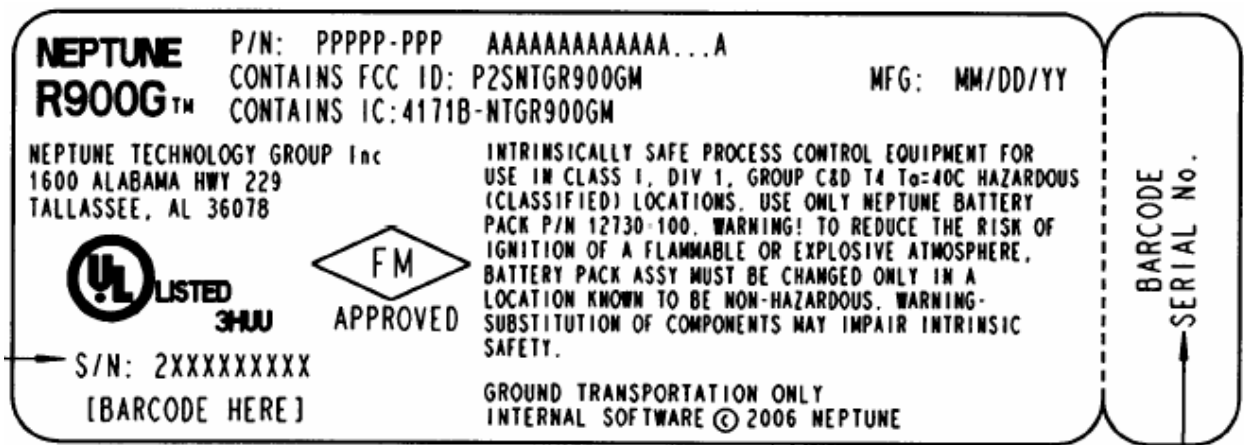 NEPTUNE
R900G™
P/N: PPPPP-PPP AAAAAAAAAAAAA...A
CONTAINS FCC ID: P2SNTGR900GM MFG: MM/DD/YY
CONTAINS IC:4171B-NTGR900GM
NEPTUNE TECHNOLOGY GROUP Inc
1600 ALABAMA HWY 229
TALLASSEE, AL 36078
UL LISTED
3HUU
FM
APPROVED
S/N: 2XXXXXXXXX
[BARCODE HERE]
INTRINSICALLY SAFE PROCESS CONTROL EQUIPMENT FOR
USE IN CLASS I, DIV 1, GROUP C&D T4 Ta=40C HAZARDOUS
(CLASSIFIED) LOCATIONS. USE ONLY NEPTUNE BATTERY
PACK P/N 12730-100. WARNING! TO REDUCE THE RISK OF
IGNITION OF A FLAMMABLE OR EXPLOSIVE ATMOSPHERE,
BATTERY PACK ASSY MUST BE CHANGED ONLY IN A
LOCATION KNOWN TO BE NON-HAZARDOUS. WARNING-
SUBSTITUTION OF COMPONENTS MAY IMPAIR INTRINSIC
SAFETY.
GROUND TRANSPORTATION ONLY
INTERNAL SOFTWARE © 2006 NEPTUNE
BARCODE
SERIAL No.